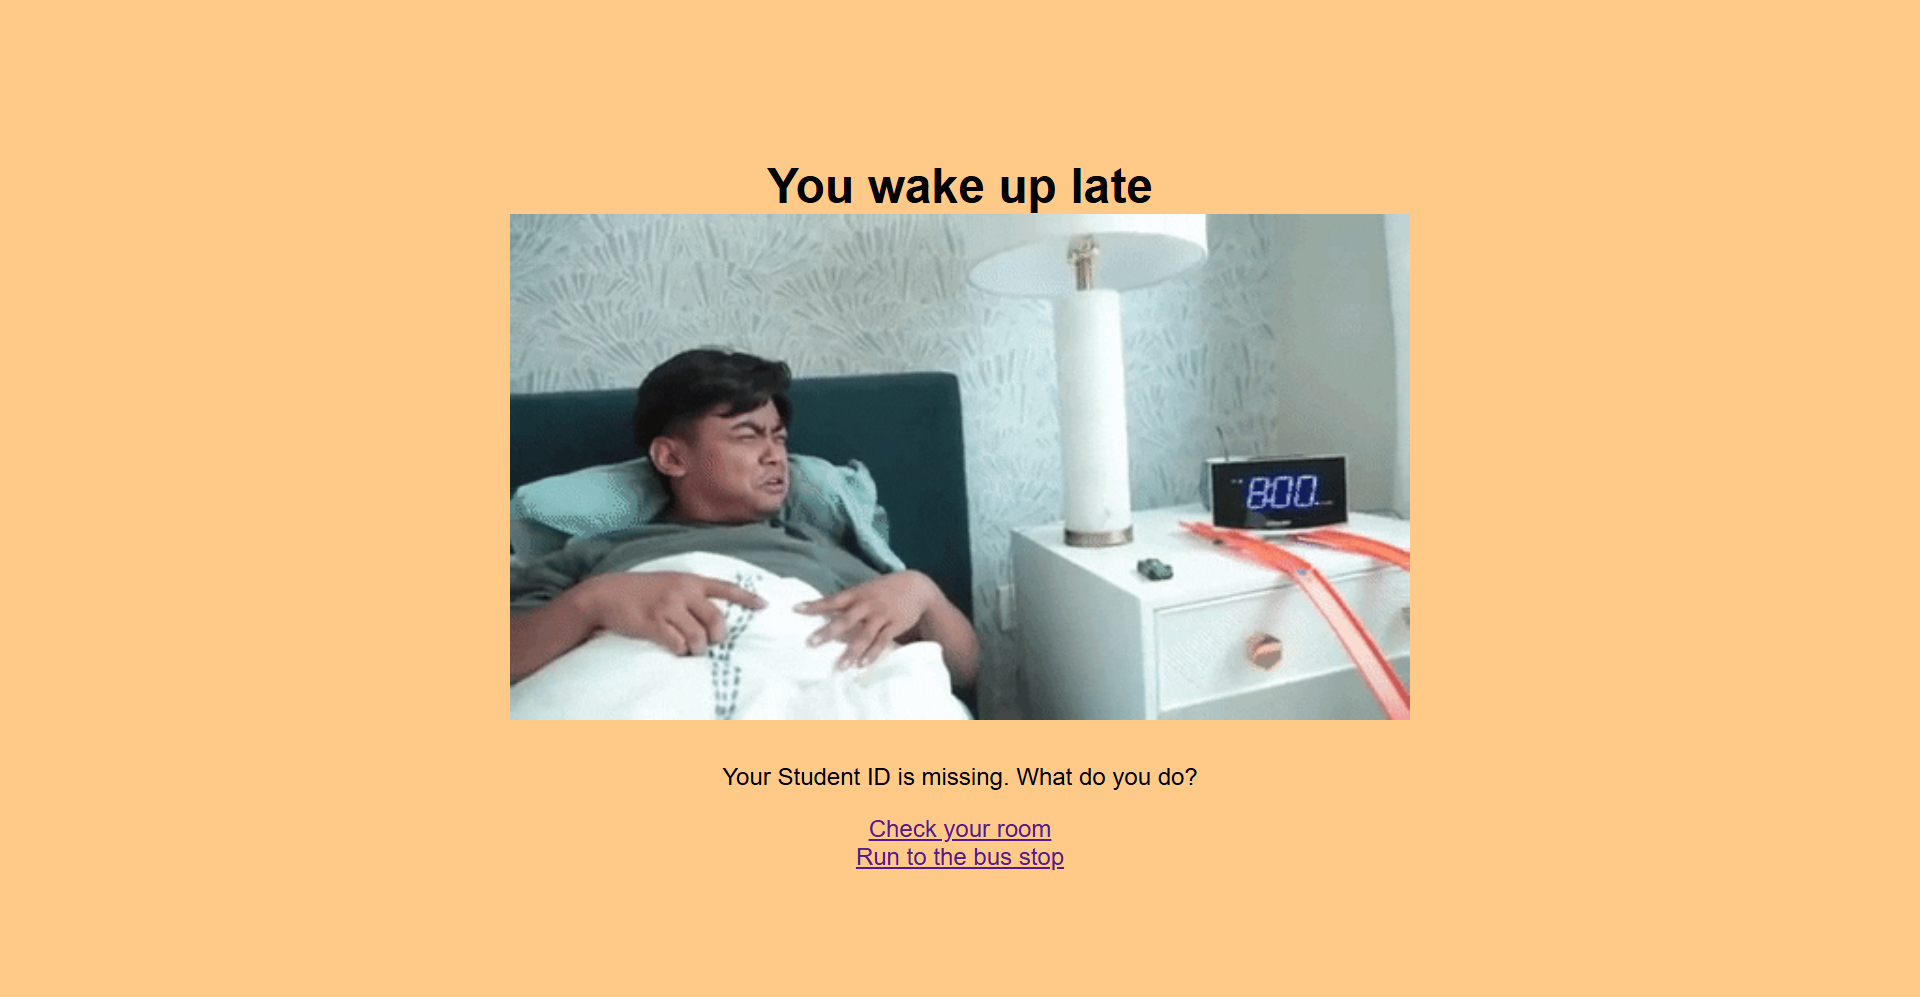 You wake up late
8:00
Your Student ID is missing. What do you do?
Check your room
Run to the bus stop